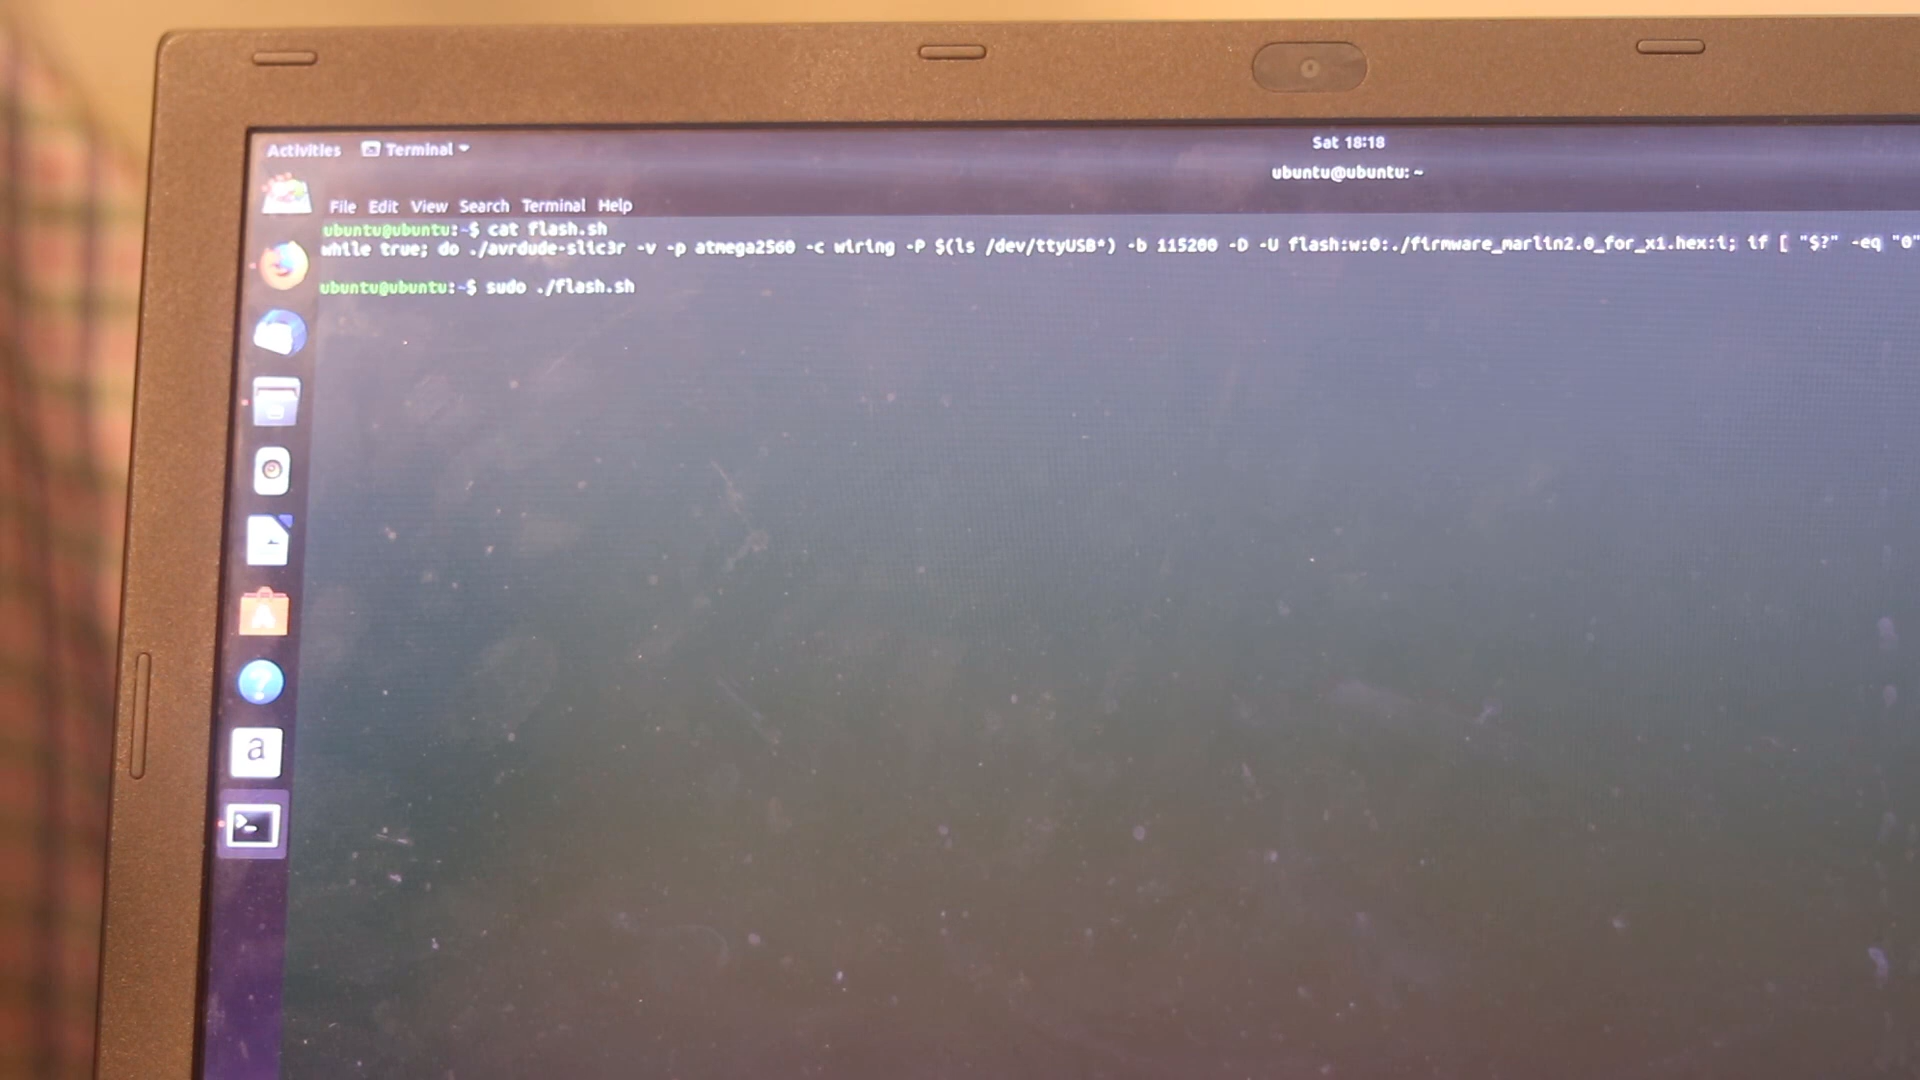 Activities Terminal
Sat 18:18
ubuntu@ubuntu: ~
File Edit View Search Terminal Help
ubuntu@ubuntu:~$ cat flash.sh
while true; do ./avrdude-slic3r -v -p atmega2560 -c wiring -P $(ls /dev/ttyUSB*) -b 115200 -D -U flash:w:0:./firmware_marlin2.0_for_x1.hex:i; if [ "$?" -eq "0"
ubuntu@ubuntu:~$ sudo ./flash.sh
A
?
a
>_